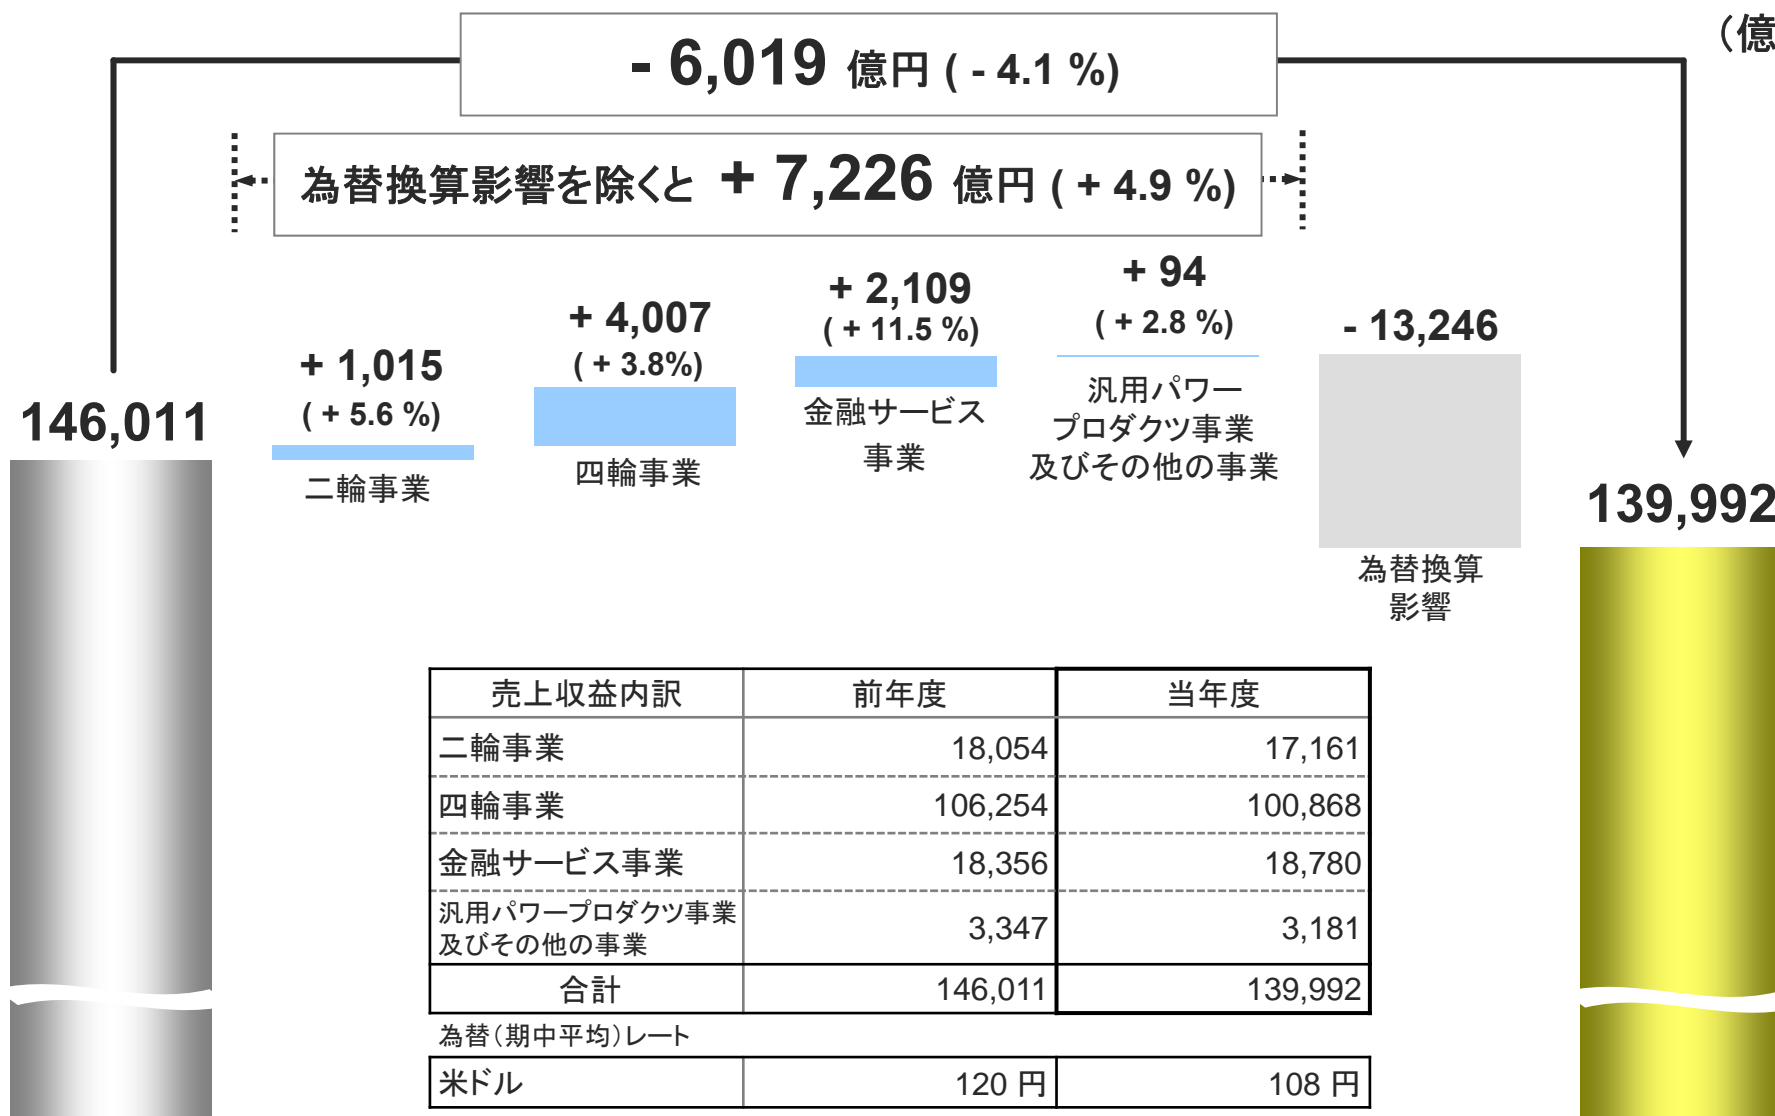 （億
- 6,019 億円 ( - 4.1 %)
為替換算影響を除くと + 7,226 億円 ( + 4.9 %)
+ 1,015
( + 5.6 %)
二輪事業
+ 4,007
( + 3.8%)
四輪事業
+ 2,109
( + 11.5 %)
金融サービス
事業
+ 94
( + 2.8 %)
汎用パワー
プロダクツ事業
及びその他の事業
- 13,246
為替換算
影響
146,011
139,992
売上収益内訳 前年度 当年度
二輪事業 18,054 17,161
四輪事業 106,254 100,868
金融サービス事業 18,356 18,780
汎用パワープロダクツ事業
及びその他の事業 3,347 3,181
合計 146,011 139,992
為替（期中平均）レート
米ドル 120 円 108 円